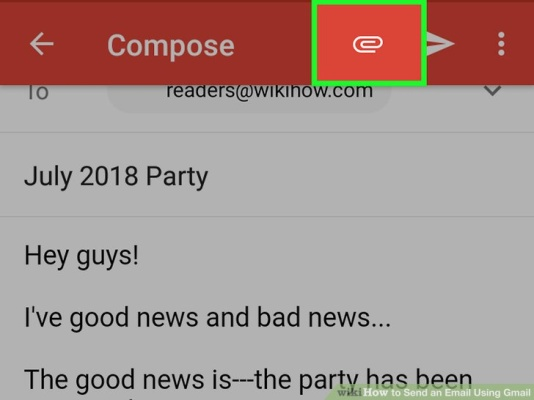 Compose
To
readers@wikihow.com
July 2018 Party
Hey guys!
I've good news and bad news...
The good news is---the party has been
wikiHow to Send an Email Using Gmail